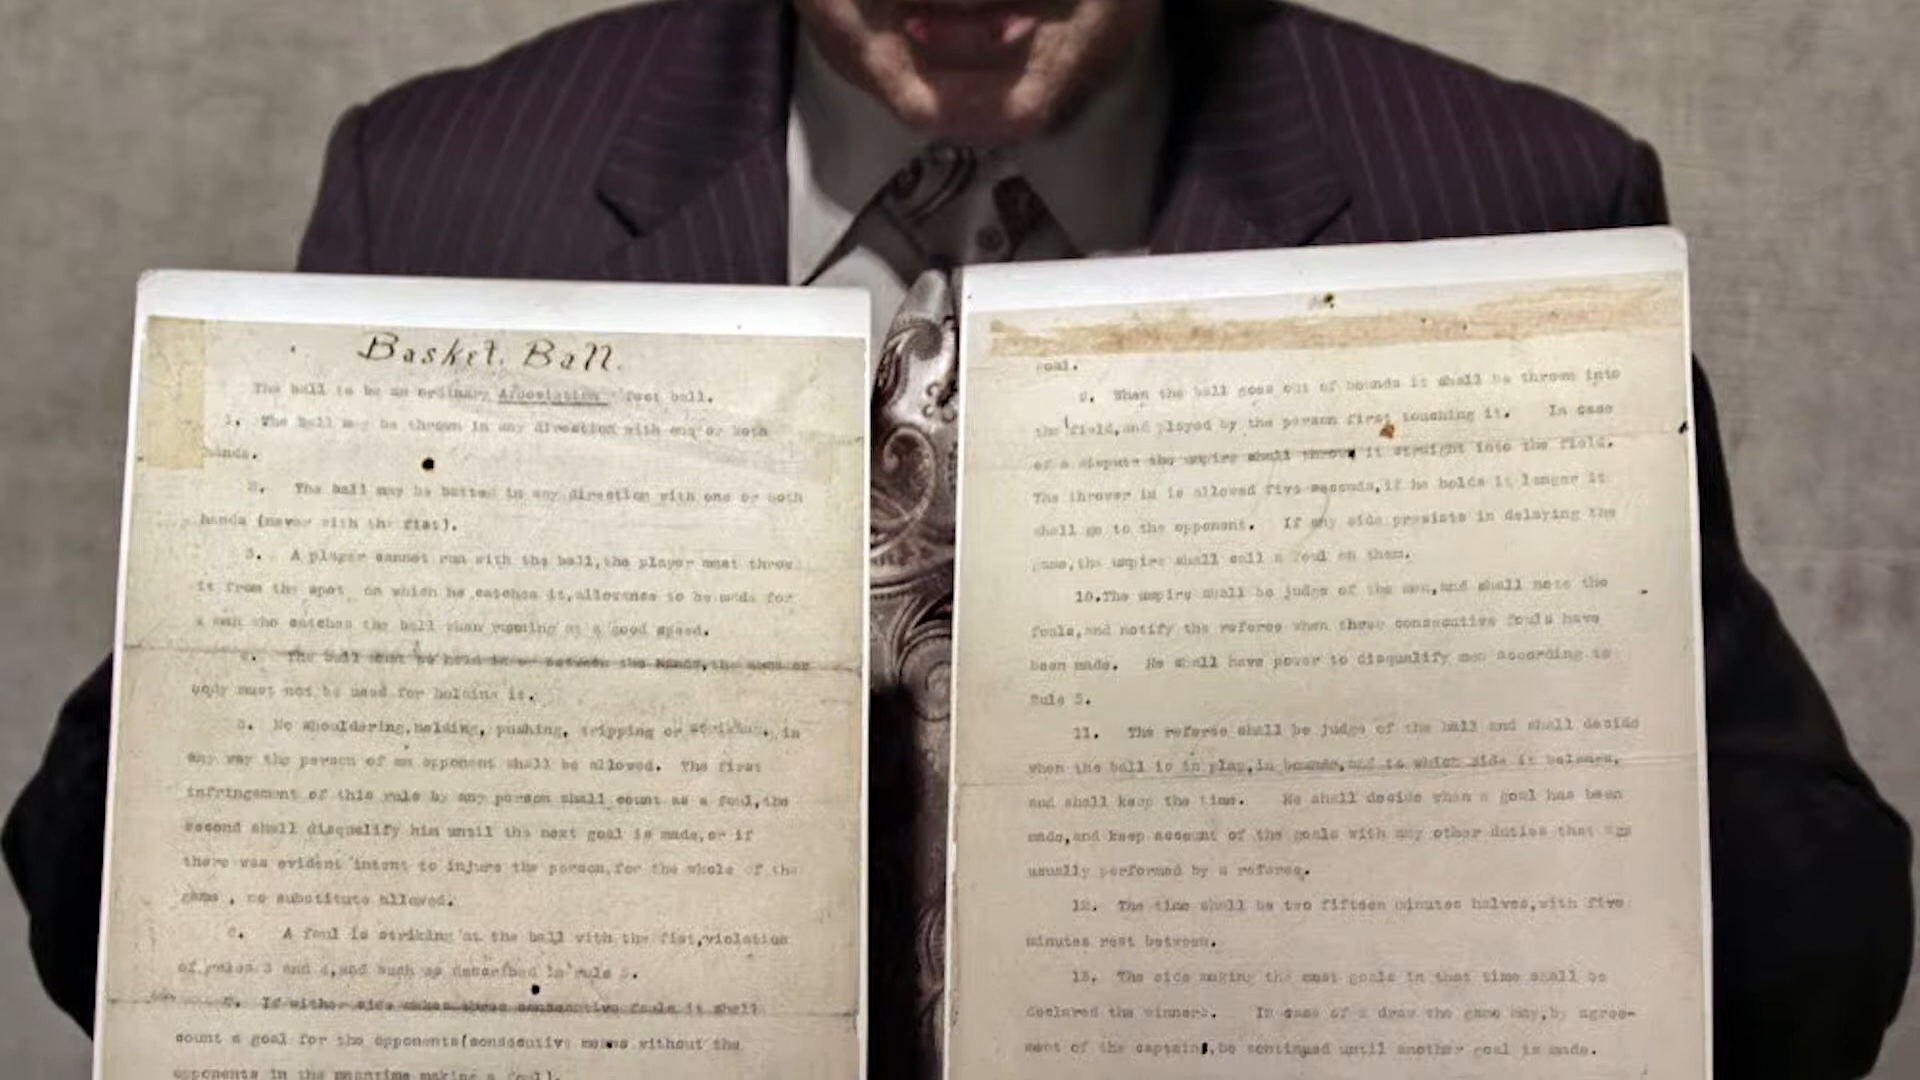 Basket. Ball.
The ball to be an ordinary Association foot ball.
1. The ball may be thrown in any direction with one or both
hands.
2. The ball may be batted in any direction with one or both
hands (never with the fist).
3. A player cannot run with the ball,the player must throw
it from the spot on which he catches it,allowance to be made for
a man who catches the ball when running at a good speed.
4. The ball must be held in or between the hands,the arms or
body must not be used for holding it.
5. No shouldering,holding, pushing, tripping or striking, in
any way the person of an opponent shall be allowed. The first
infringement of this rule by any person shall count as a foul,the
second shall disqualify him until the next goal is made,or if
there was evident intent to injure the person,for the whole of the
game , no substitute allowed.
6. A foul is striking at the ball with the fist,violation
of rules 3 and 4,and such as described in rule 5.
7. If either side makes three consecutive fouls it shall
count a goal for the opponents(consecutive means without the
opponents in the meantime making a foul).
goal.
9. When the ball goes out of bounds it shall be thrown into
the field,and played by the person first touching it. In case
of a dispute the umpire shall throw it straight into the field.
The thrower in is allowed five seconds,if he holds it longer it
shall go to the opponent. If any side presists in delaying the
game,the umpire shall call a foul on them.
10.The umpire shall be judge of the men,and shall note the
fouls,and notify the referee when three consecutive fouls have
been made. He shall have power to disqualify men according to
Rule 5.
11. The referee shall be judge of the ball and shall decide
when the ball is in play,in bounds,and to which side it belongs,
and shall keep the time. He shall decide when a goal has been
made,and keep account of the goals with any other duties that are
usually performed by a referee.
12. The time shall be two fifteen minutes halves,with five
minutes rest between.
13. The side making the most goals in that time shall be
declared the winners. In case of a draw the game may,by agree-
ment of the captains,be continued until another goal is made.